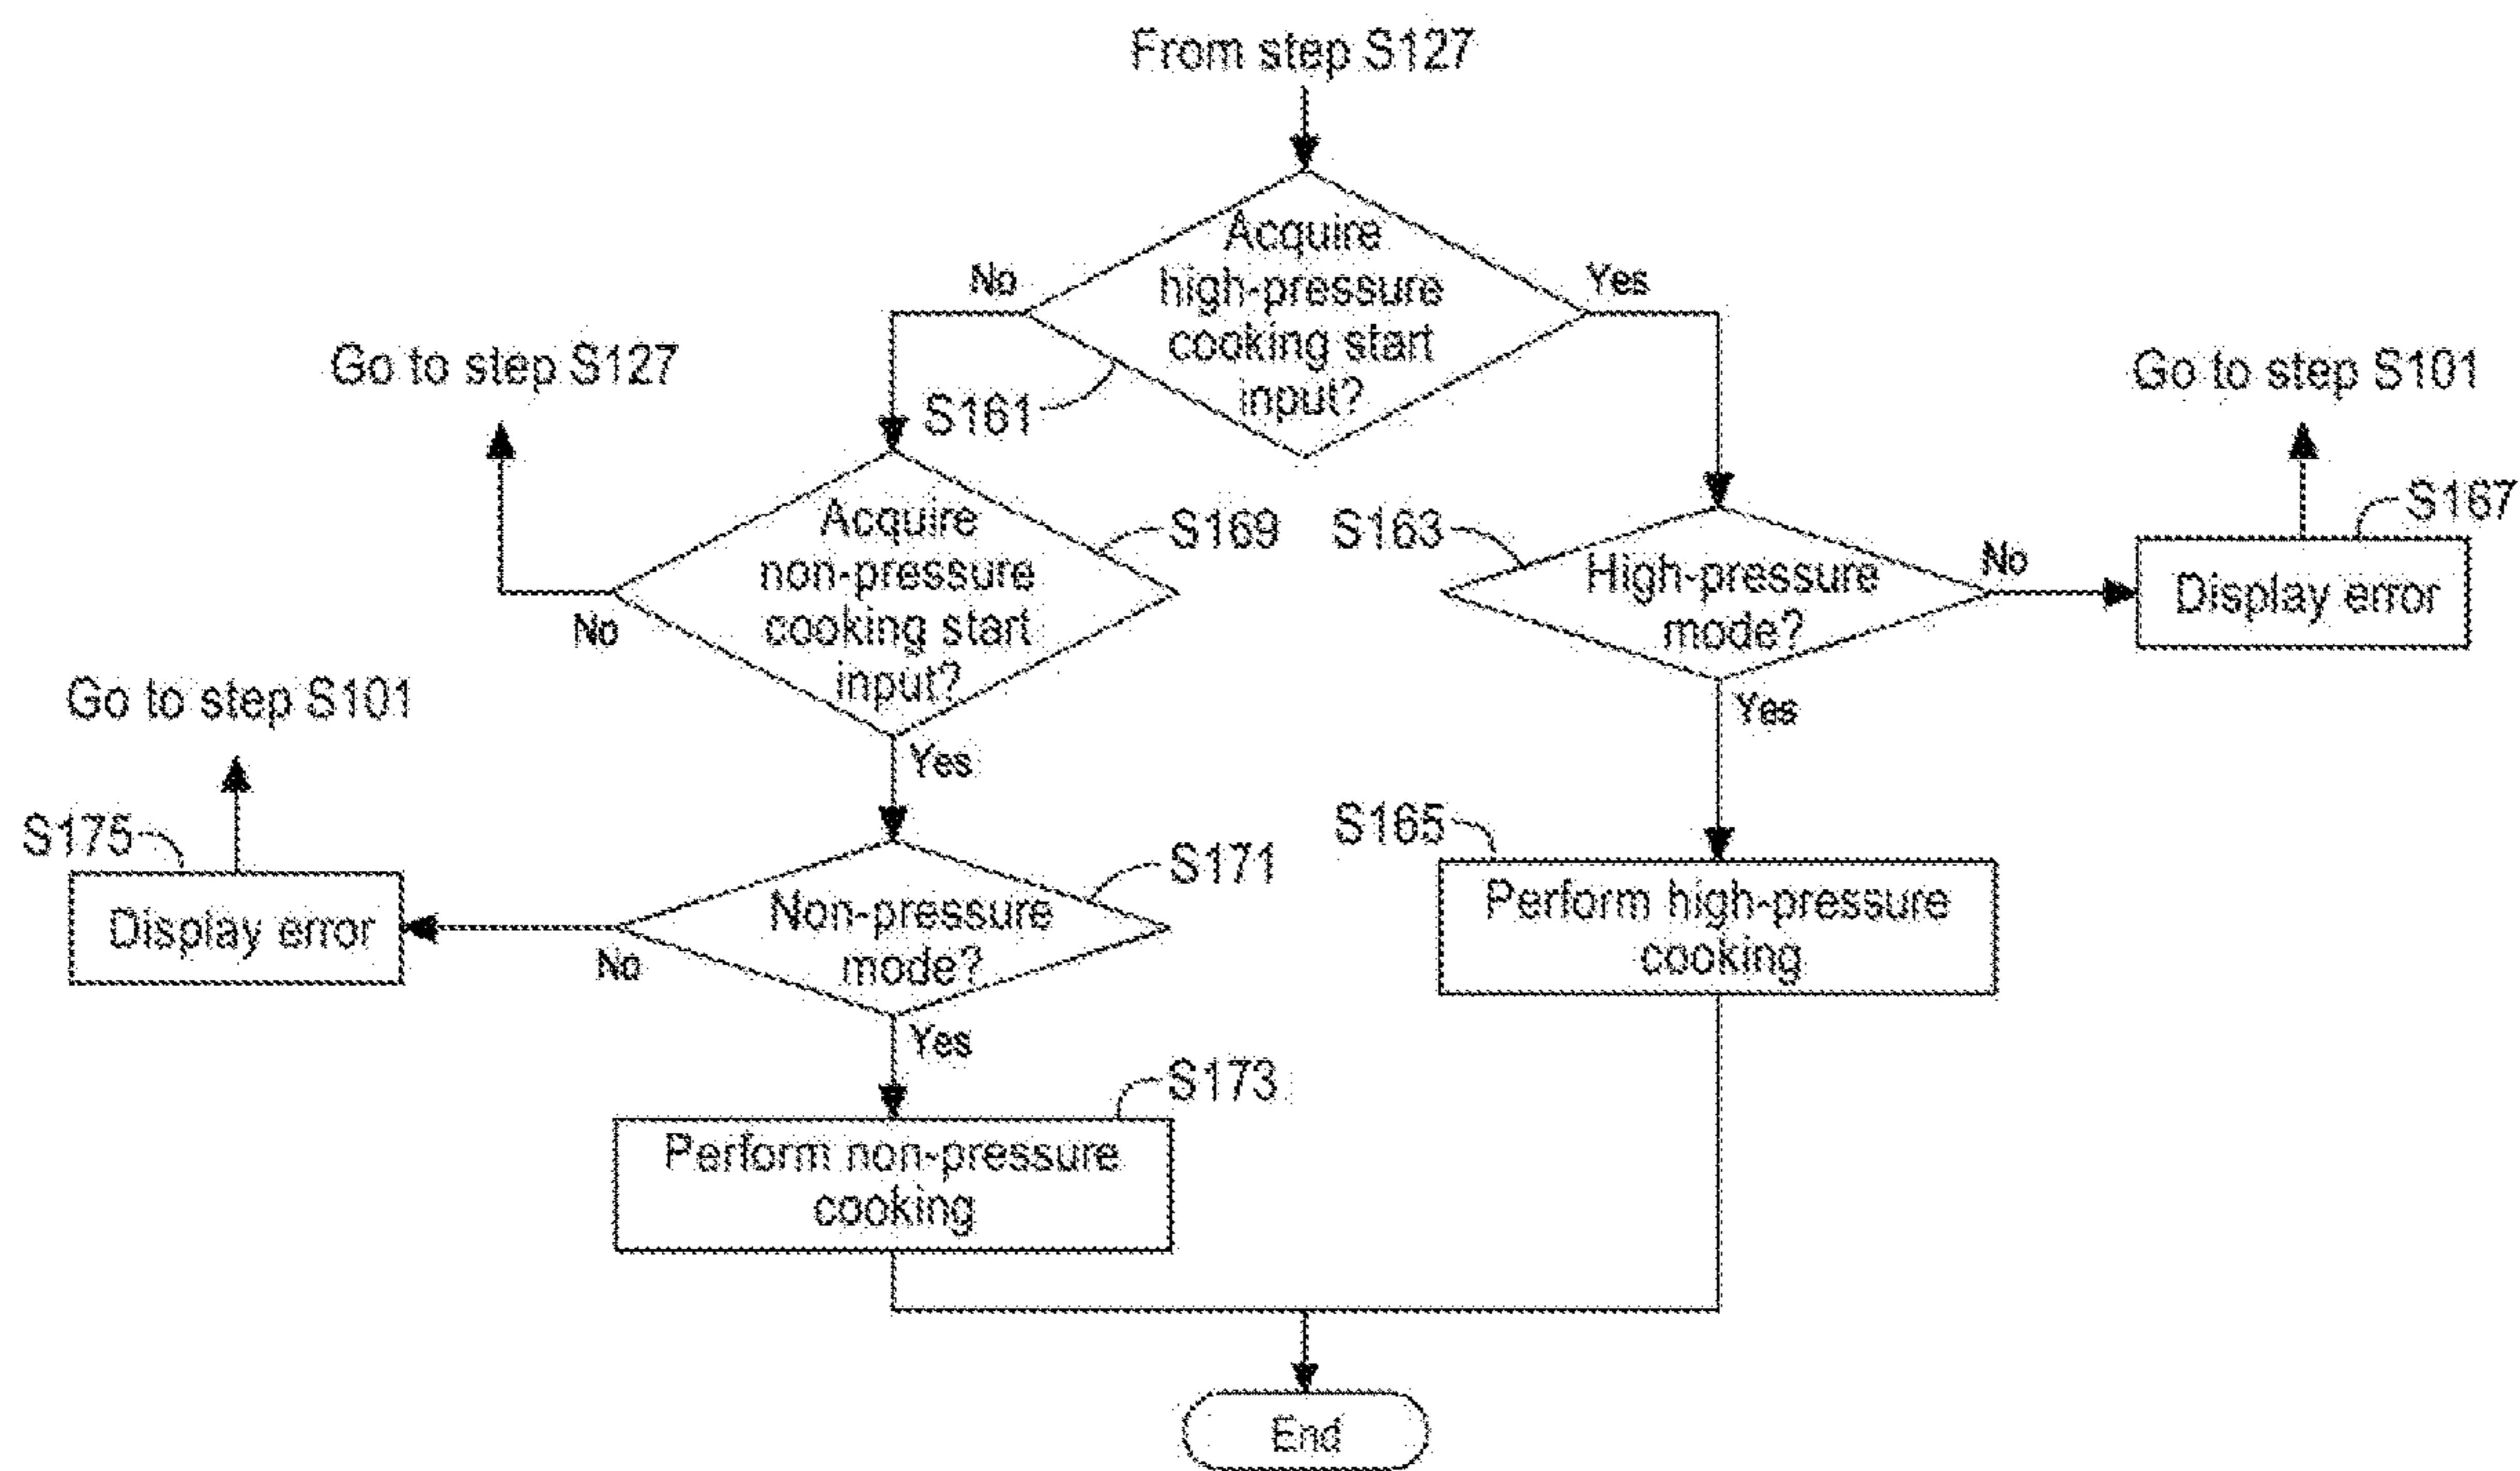 From step S127
Acquire
high-pressure
cooking start
input?
No
Yes
S161
Go to step S127
Go to step S101
Acquire
non-pressure
cooking start
input?
S169
No
Yes
S163
High-pressure
mode?
No
Yes
S167
Display error
Go to step S101
S175
Display error
Non-pressure
mode?
S171
No
Yes
S165
Perform high-pressure
cooking
S173
Perform non-pressure
cooking
End